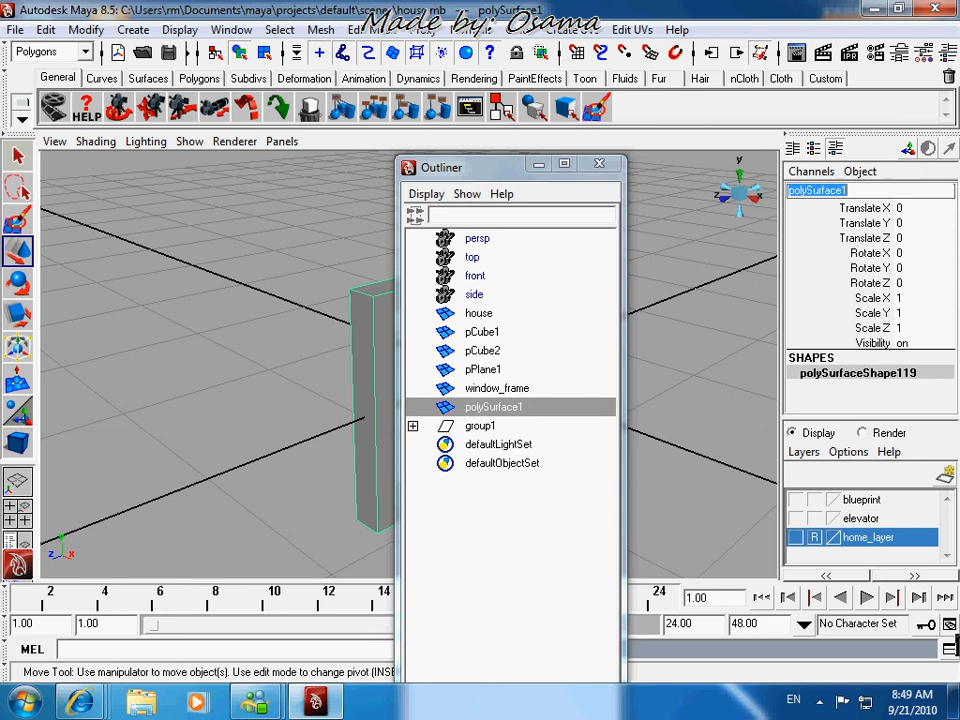 Autodesk Maya 8.5: C:\Users\rm\Documents\maya\projects\default\scene house.mb --- polySurface1
Made by: Osama
File Edit Modify Create Display Window Select Mesh Edit UVs Help
Polygons
General Curves Surfaces Polygons Subdivs Deformation Animation Dynamics Rendering PaintEffects Toon Fluids Fur Hair nCloth Cloth Custom
HELP
View Shading Lighting Show Renderer Panels
Outliner
Display Show Help
persp
top
front
side
house
pCube1
pCube2
pPlane1
window_frame
polySurface1
group1
defaultLightSet
defaultObjectSet
y
z
x
z x
Channels Object
polySurface1
Translate X 0
Translate Y 0
Translate Z 0
Rotate X 0
Rotate Y 0
Rotate Z 0
Scale X 1
Scale Y 1
Scale Z 1
Visibility on
SHAPES
polySurfaceShape119
Display Render
Layers Options Help
blueprint
elevator
R home_layer
<< >>
2 4 6 8 10 12 14 24 1.00
1.00 1.00 24.00 48.00 No Character Set
MEL
Move Tool: Use manipulator to move object(s). Use edit mode to change pivot (INS
EN
8:49 AM
9/21/2010